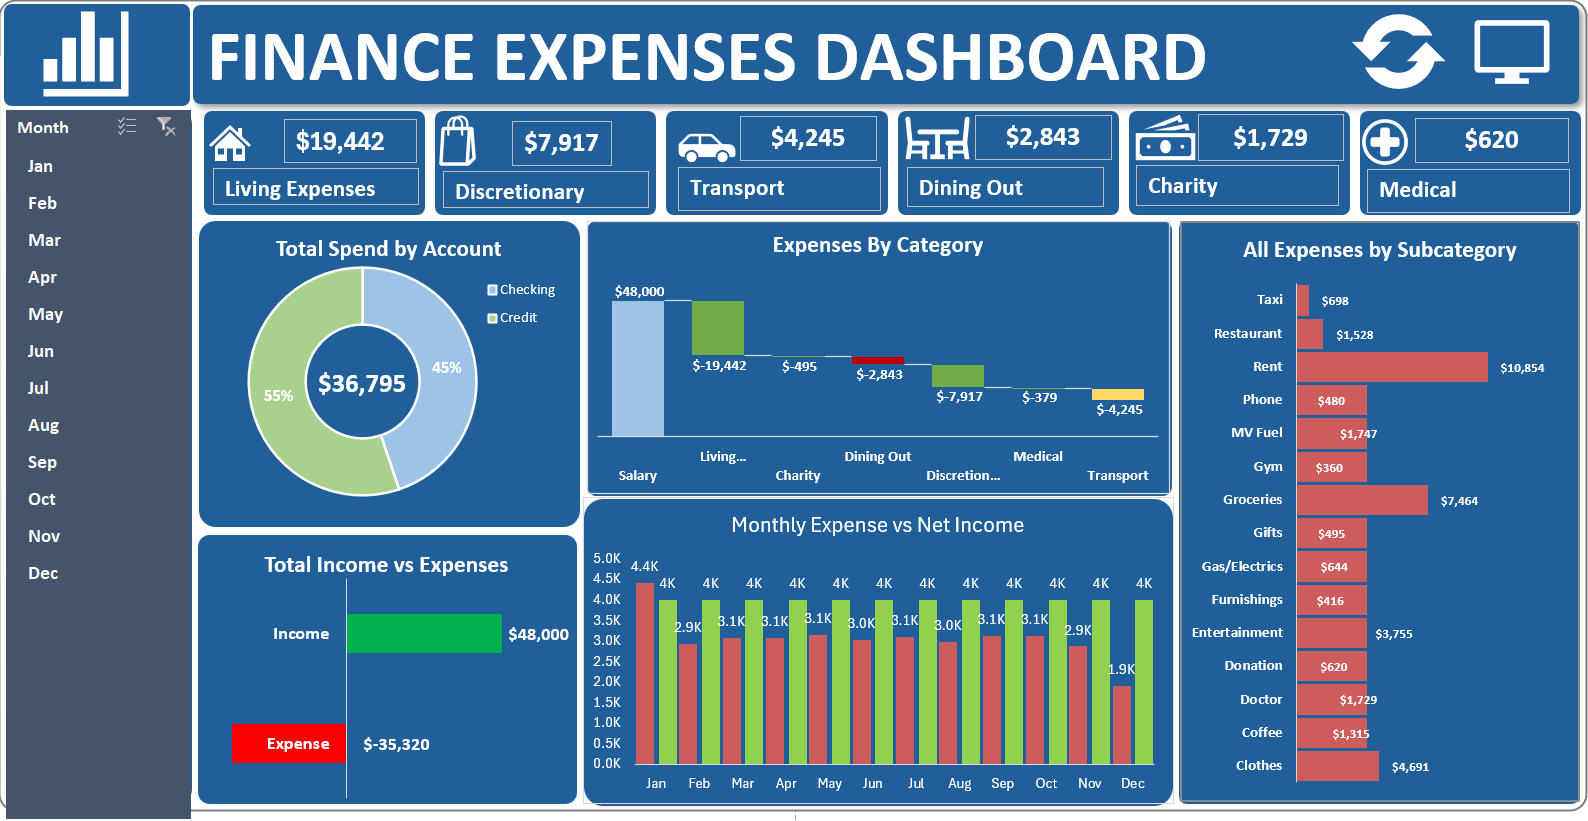 FINANCE EXPENSES DASHBOARD
Month
Jan
Feb
Mar
Apr
May
Jun
Jul
Aug
Sep
Oct
Nov
Dec
$19,442
Living Expenses
$7,917
Discretionary
$4,245
Transport
$2,843
Dining Out
$1,729
Charity
$620
Medical
Total Spend by Account
Checking
Credit
45%
55%
$36,795
Expenses By Category
$48,000
$-19,442
$-495
$-2,843
$-7,917
$-379
$-4,245
Living...
Dining Out
Medical
Salary
Charity
Discretion...
Transport
All Expenses by Subcategory
Taxi $698
Restaurant $1,528
Rent $10,854
Phone $480
MV Fuel $1,747
Gym $360
Groceries $7,464
Gifts $495
Gas/Electrics $644
Furnishings $416
Entertainment $3,755
Donation $620
Doctor $1,729
Coffee $1,315
Clothes $4,691
Total Income vs Expenses
Income $48,000
Expense $-35,320
Monthly Expense vs Net Income
5.0K
4.5K
4.0K
3.5K
3.0K
2.5K
2.0K
1.5K
1.0K
0.5K
0.0K
4.4K 4K 2.9K 4K 3.1K 4K 3.1K 4K 3.1K 4K 3.0K 4K 3.1K 4K 3.0K 4K 3.1K 4K 3.1K 4K 2.9K 4K 1.9K 4K
Jan Feb Mar Apr May Jun Jul Aug Sep Oct Nov Dec